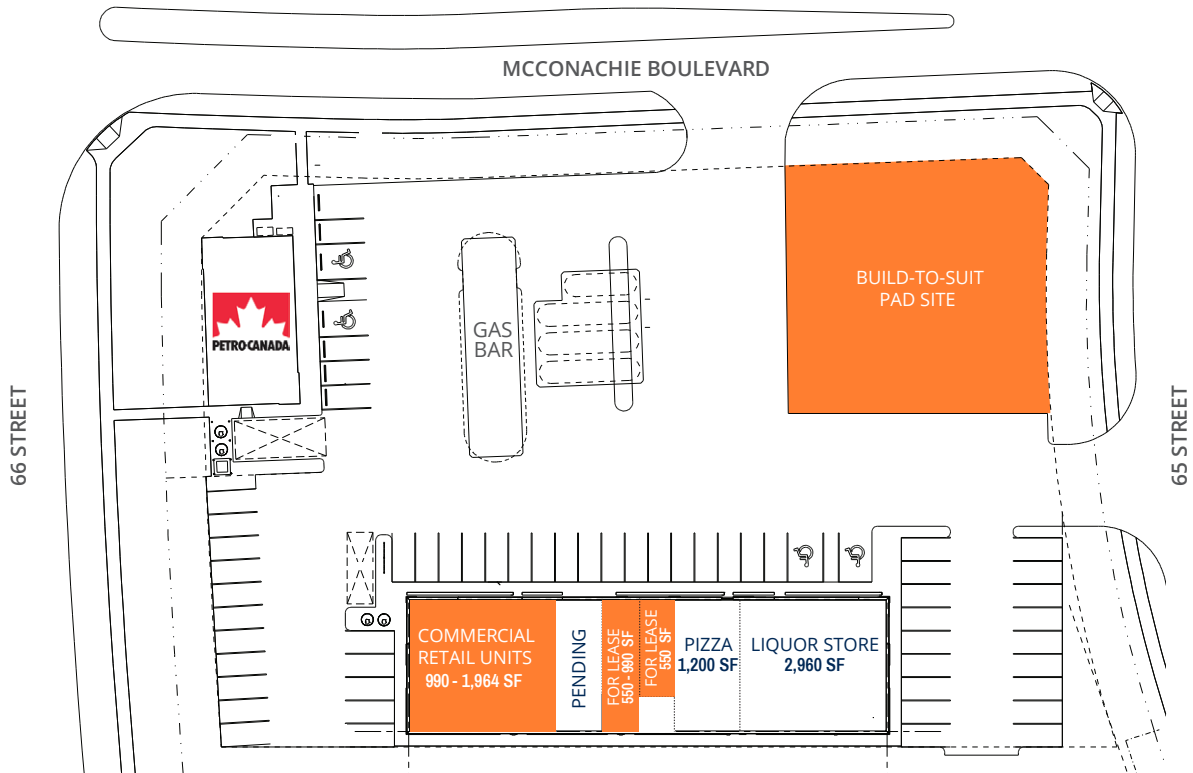 MCCONACHIE BOULEVARD
BUILD-TO-SUIT
PAD SITE
PETRO-CANADA
GAS
BAR
66 STREET
65 STREET
COMMERCIAL
RETAIL UNITS
990 - 1,964 SF
PENDING
FOR LEASE
550 - 990 SF
FOR LEASE
550 SF
PIZZA
1,200 SF
LIQUOR STORE
2,960 SF